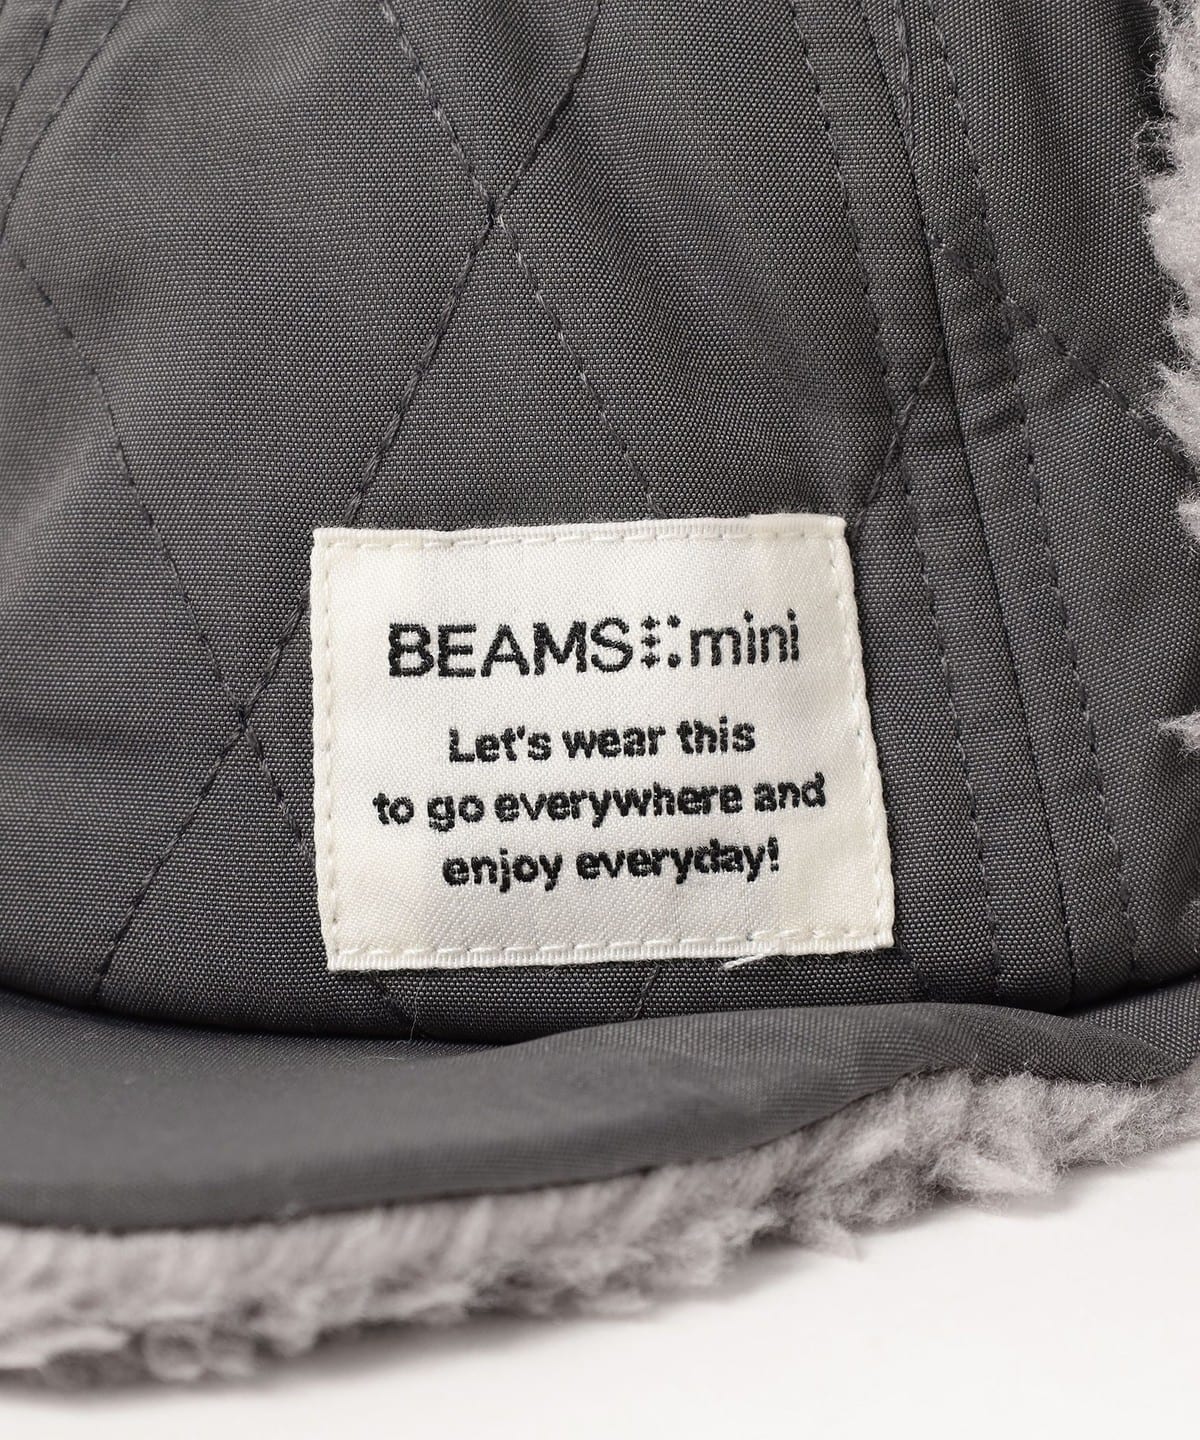 BEAMS mini
Let's wear this
to go everywhere and
enjoy everyday!